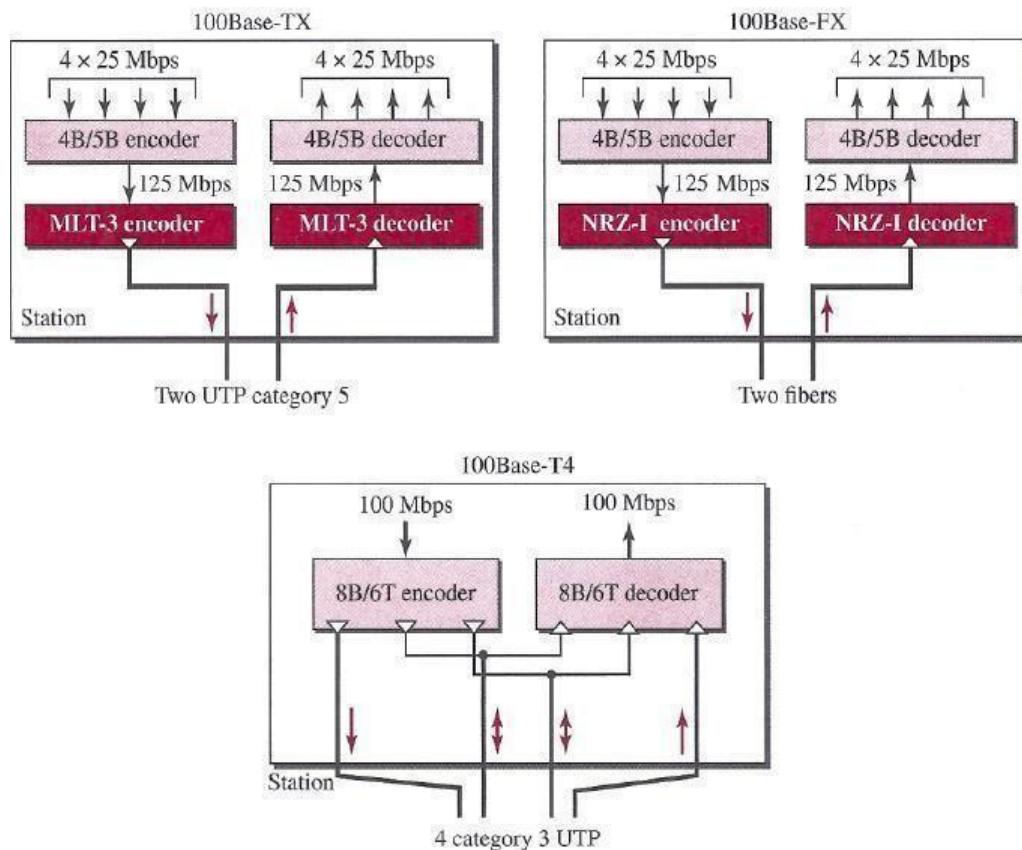 100Base-TX
4 × 25 Mbps
4 × 25 Mbps
4B/5B encoder
4B/5B decoder
125 Mbps
125 Mbps
MLT-3 encoder
MLT-3 decoder
Station
Two UTP category 5
100Base-FX
4 × 25 Mbps
4 × 25 Mbps
4B/5B encoder
4B/5B decoder
125 Mbps
125 Mbps
NRZ-I encoder
NRZ-I decoder
Station
Two fibers
100Base-T4
100 Mbps
100 Mbps
8B/6T encoder
8B/6T decoder
Station
4 category 3 UTP